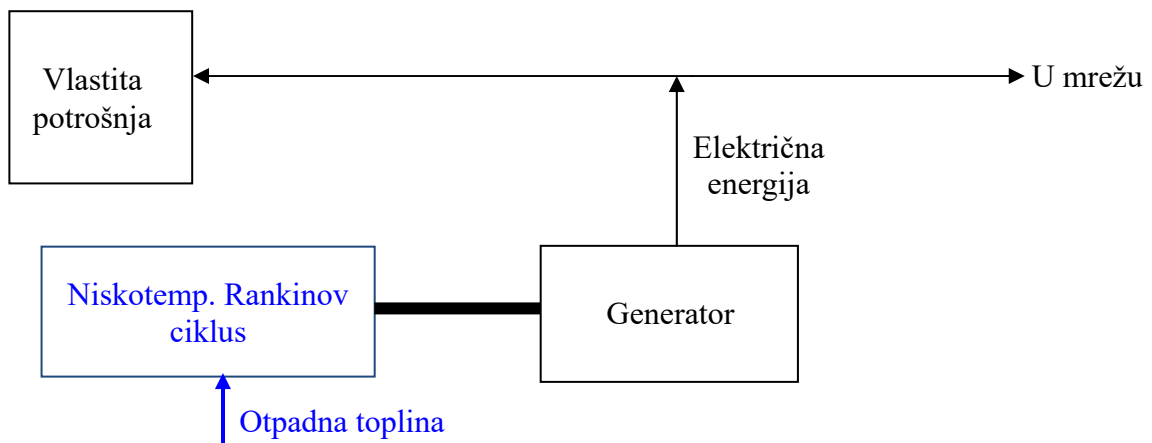 Vlastita
potrošnja
U mrežu
Električna
energija
Niskotemp. Rankinov
ciklus
Generator
Otpadna toplina